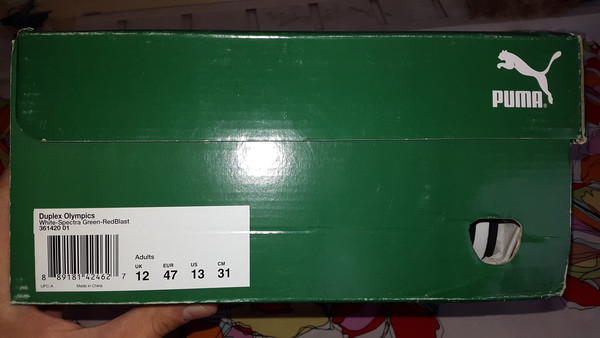 PUMA®
Duplex Olympics
White-Spectra Green-RedBlast
361420 01
Adults
UK EUR US CM
12 47 13 31
8 89181 42462 7
UPC-A Made in China